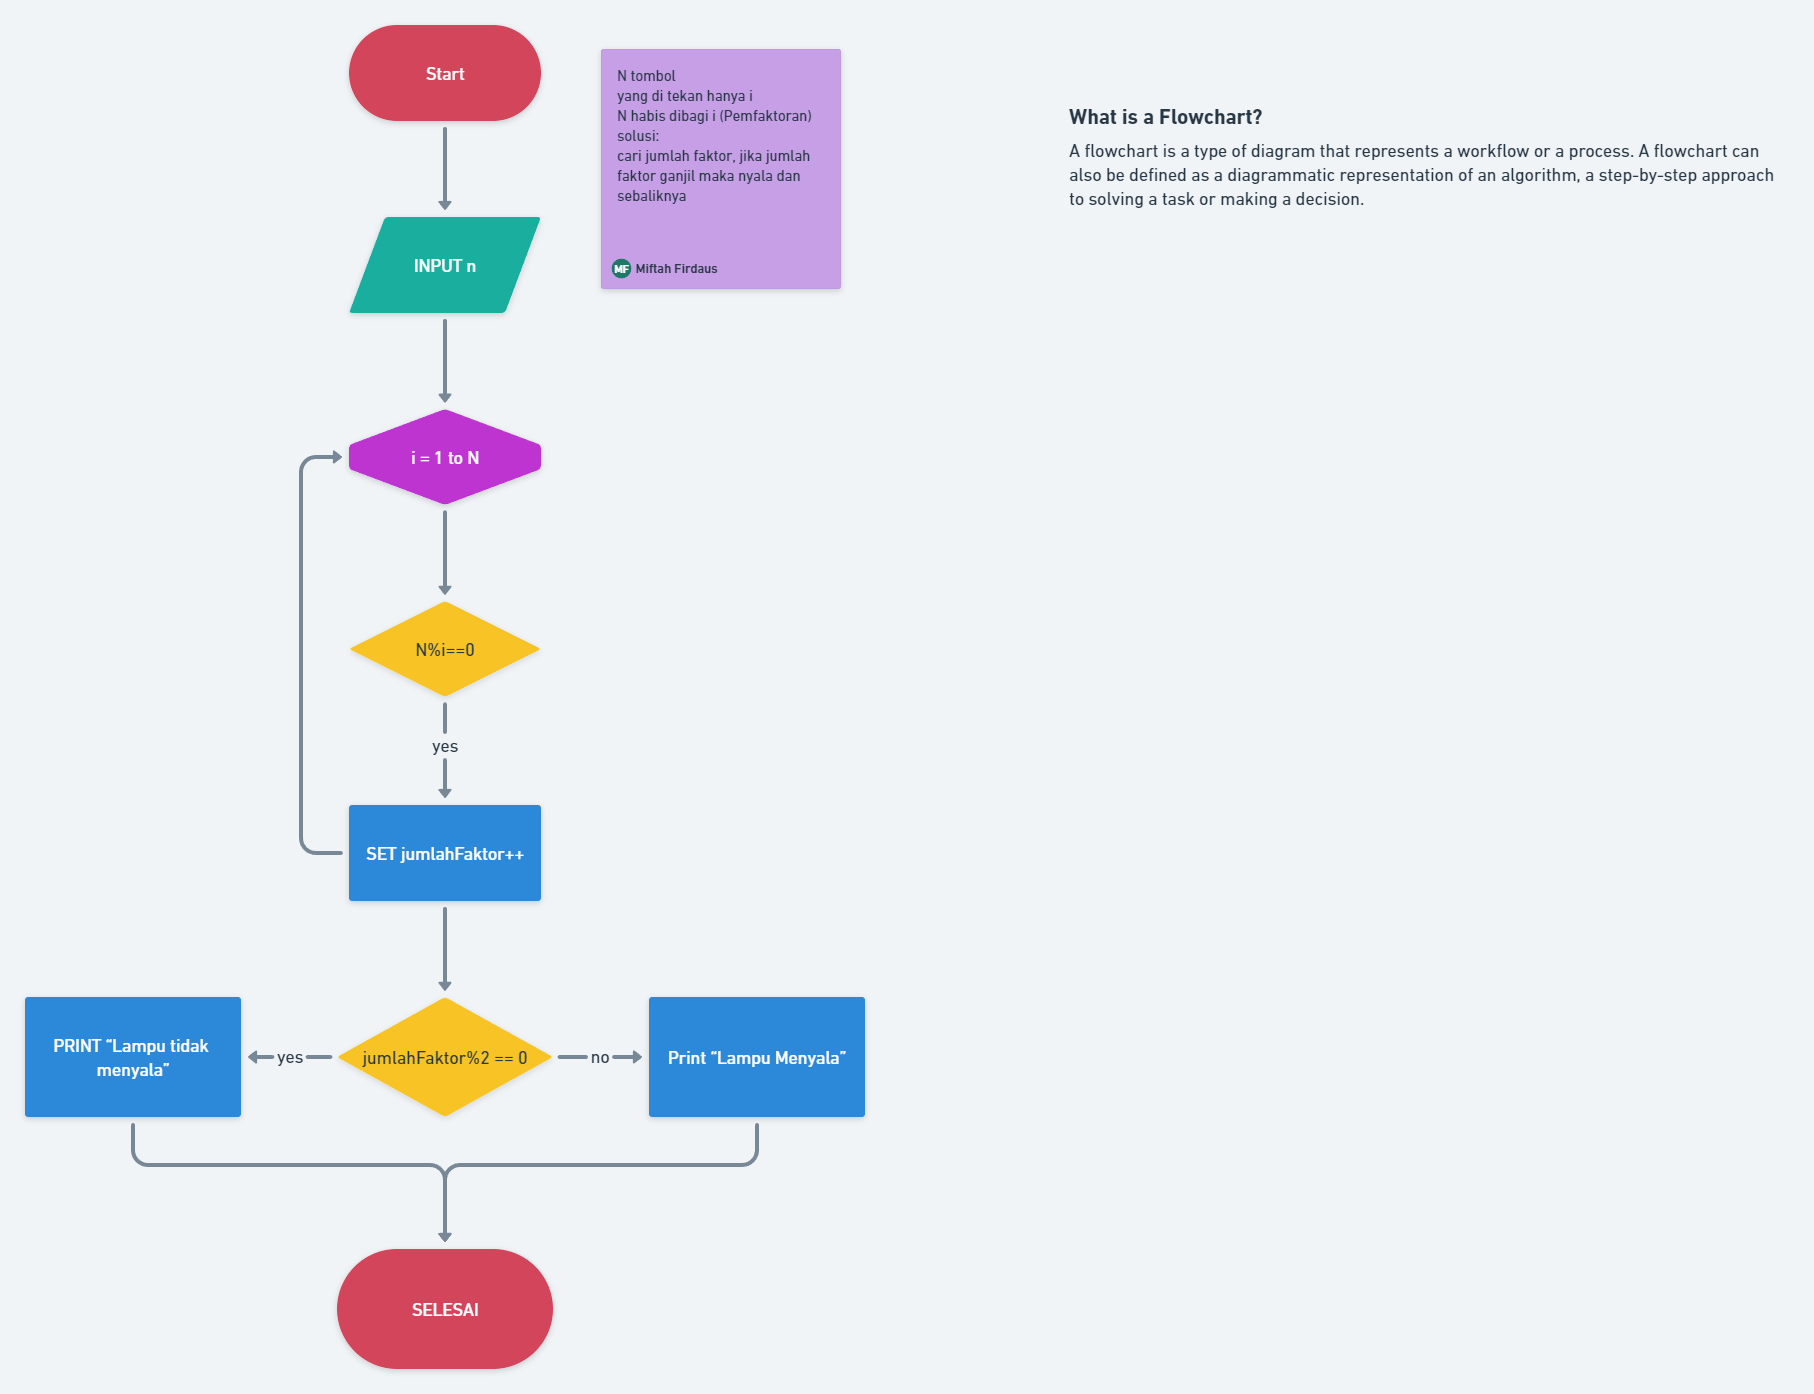 Start
N tombol
yang di tekan hanya i
N habis dibagi i (Pemfaktoran)
solusi:
cari jumlah faktor, jika jumlah
faktor ganjil maka nyala dan
sebaliknya
MF Miftah Firdaus
What is a Flowchart?
A flowchart is a type of diagram that represents a workflow or a process. A flowchart can
also be defined as a diagrammatic representation of an algorithm, a step-by-step approach
to solving a task or making a decision.
INPUT n
i = 1 to N
N%i==0
yes
SET jumlahFaktor++
PRINT “Lampu tidak
menyala”
yes
jumlahFaktor%2 == 0
no
Print “Lampu Menyala”
SELESAI